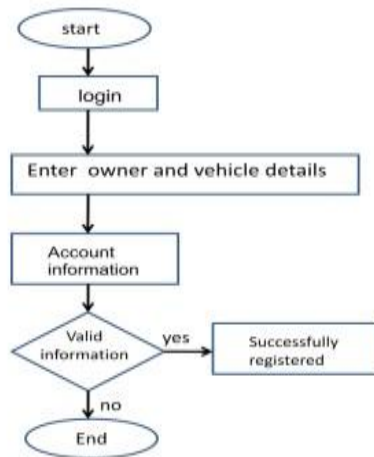 start
login
Enter owner and vehicle details
Account
information
Valid
information
yes
Successfully
registered
no
End